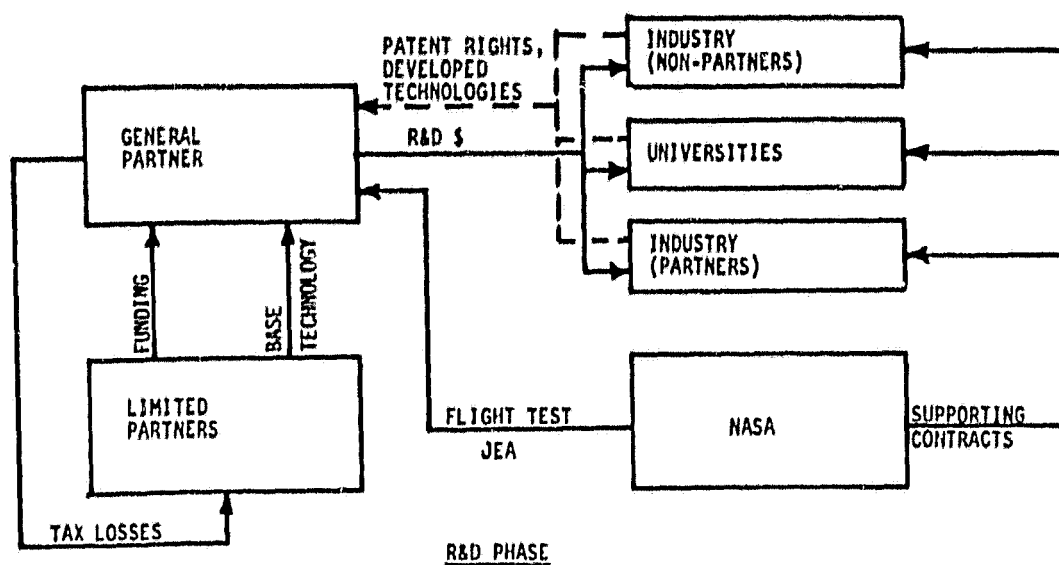 PATENT RIGHTS,
DEVELOPED
TECHNOLOGIES
INDUSTRY
(NON-PARTNERS)
GENERAL
PARTNER
R&D $
UNIVERSITIES
INDUSTRY
(PARTNERS)
FUNDING
BASE
TECHNOLOGY
LIMITED
PARTNERS
FLIGHT TEST
JEA
NASA
SUPPORTING
CONTRACTS
TAX LOSSES
R&D PHASE